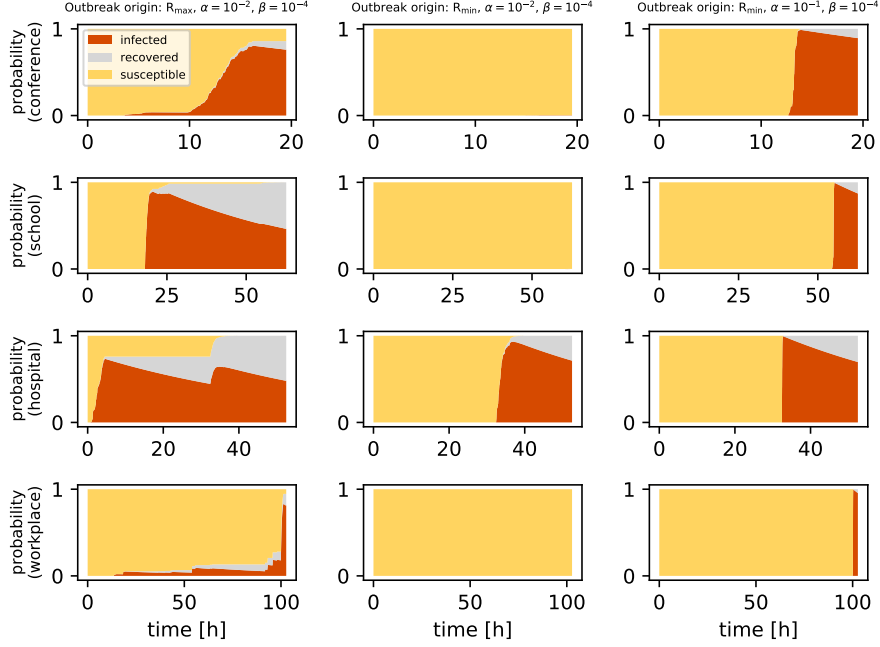 Outbreak origin: Rmax, α = 10⁻², β = 10⁻⁴
Outbreak origin: Rmin, α = 10⁻², β = 10⁻⁴
Outbreak origin: Rmin, α = 10⁻¹, β = 10⁻⁴
probability
(conference)
1
0
infected
recovered
susceptible
0 10 20
0 10 20
1
0
0 10 20
probability
(school)
1
0
0 25 50
1
0
0 25 50
1
0
0 25 50
probability
(hospital)
1
0
0 20 40
1
0
0 20 40
1
0
0 20 40
probability
(workplace)
1
0
0 50 100
1
0
0 50 100
1
0
0 50 100
time [h]
time [h]
time [h]